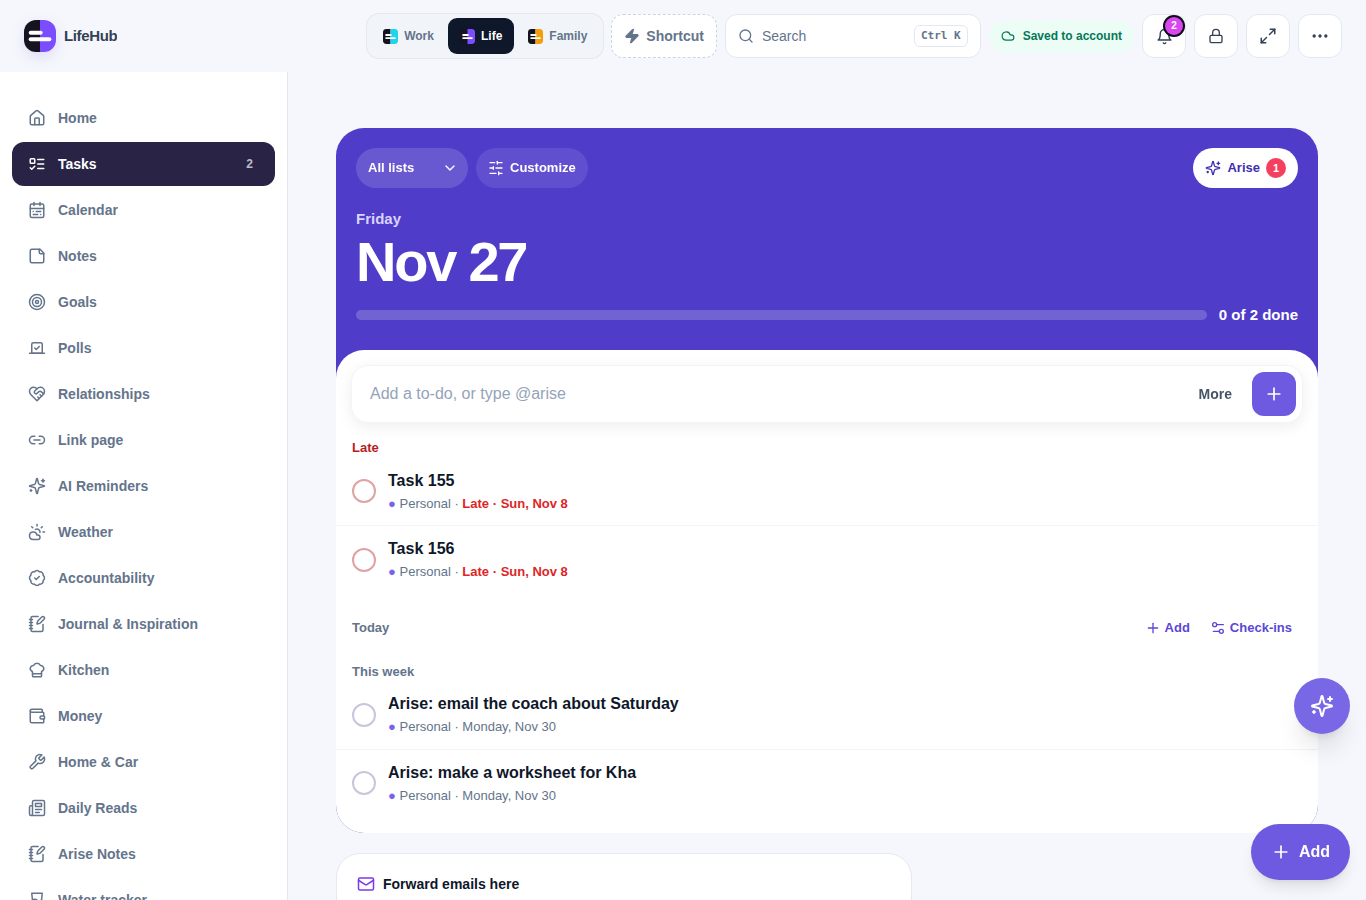 LifeHub
Work
Life
Family
Shortcut
Search
Ctrl K
Saved to account
2
Home
Tasks 2
Calendar
Notes
Goals
Polls
Relationships
Link page
AI Reminders
Weather
Accountability
Journal & Inspiration
Kitchen
Money
Home & Car
Daily Reads
Arise Notes
Water tracker
All lists
Customize
Arise 1
Friday
Nov 27
0 of 2 done
Add a to-do, or type @arise
More
Late
Task 155
Personal · Late · Sun, Nov 8
Task 156
Personal · Late · Sun, Nov 8
Today
Add
Check-ins
This week
Arise: email the coach about Saturday
Personal · Monday, Nov 30
Arise: make a worksheet for Kha
Personal · Monday, Nov 30
Add
Forward emails here